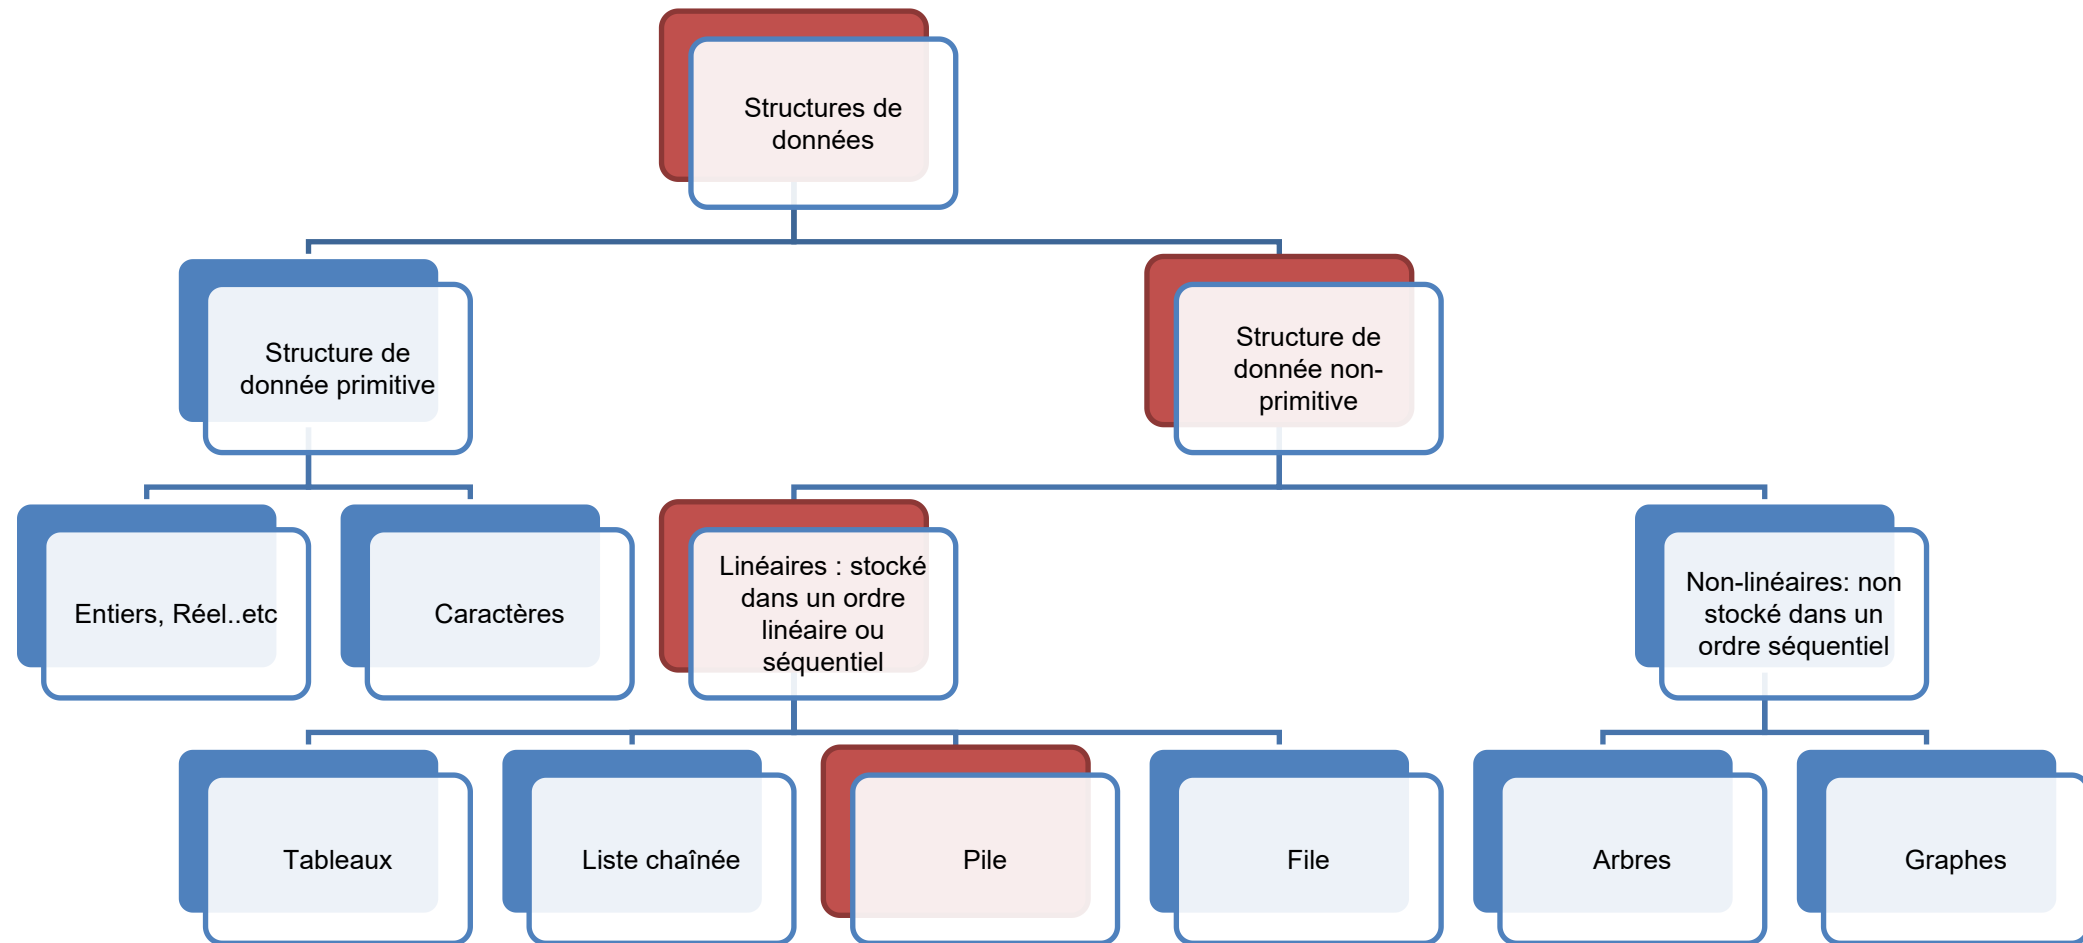 Structures de
données
Structure de
donnée primitive
Structure de
donnée non-
primitive
Entiers, Réel..etc
Caractères
Linéaires : stocké
dans un ordre
linéaire ou
séquentiel
Non-linéaires: non
stocké dans un
ordre séquentiel
Tableaux
Liste chaînée
Pile
File
Arbres
Graphes